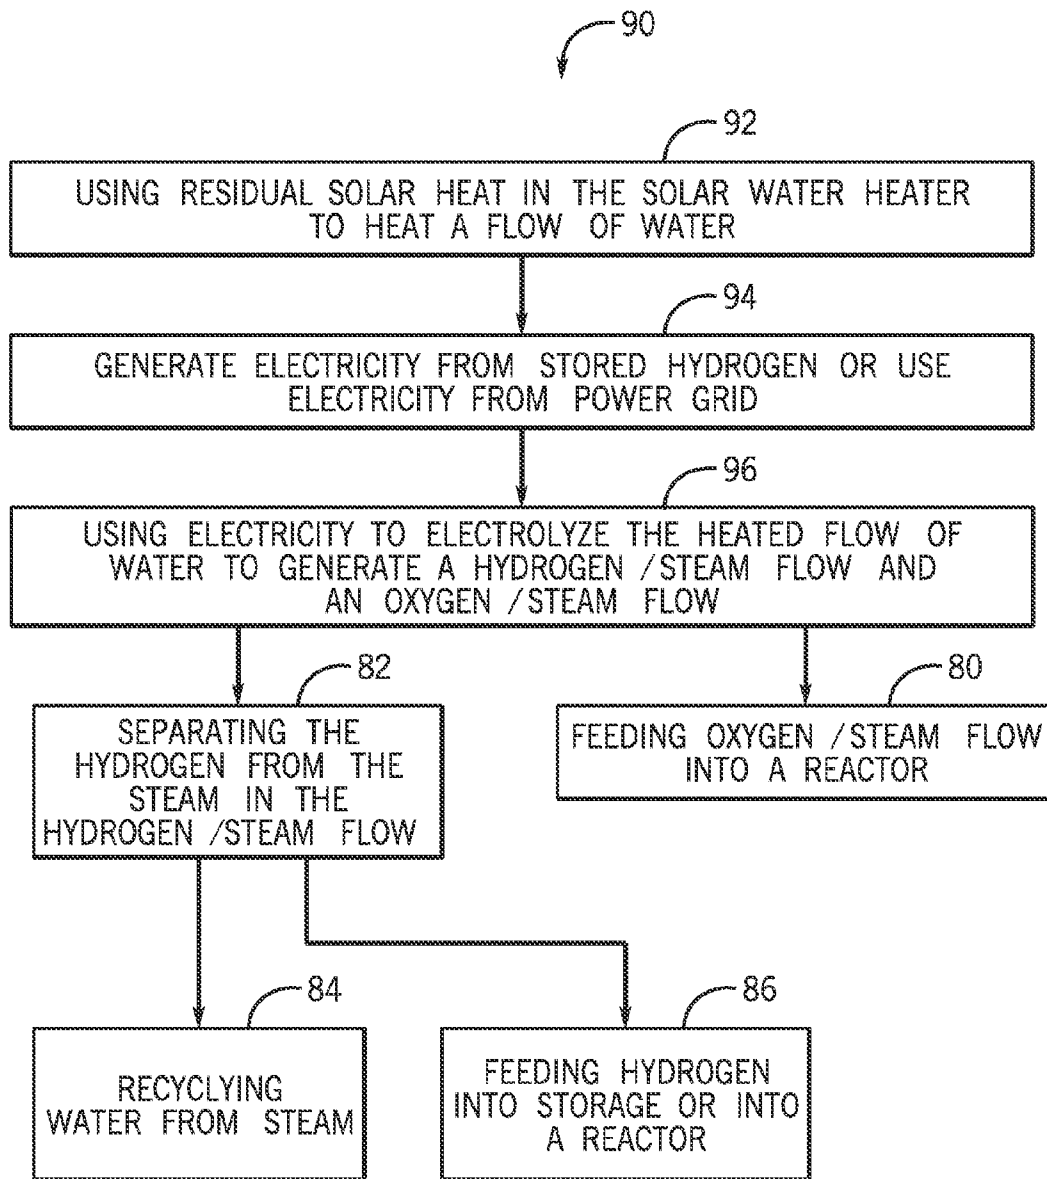 90
92
USING RESIDUAL SOLAR HEAT IN THE SOLAR WATER HEATER
TO HEAT A FLOW OF WATER
94
GENERATE ELECTRICITY FROM STORED HYDROGEN OR USE
ELECTRICITY FROM POWER GRID
96
USING ELECTRICITY TO ELECTROLYZE THE HEATED FLOW OF
WATER TO GENERATE A HYDROGEN /STEAM FLOW AND
AN OXYGEN /STEAM FLOW
82
SEPARATING THE
HYDROGEN FROM THE
STEAM IN THE
HYDROGEN /STEAM FLOW
80
FEEDING OXYGEN /STEAM FLOW
INTO A REACTOR
84
RECYCLYING
WATER FROM STEAM
86
FEEDING HYDROGEN
INTO STORAGE OR INTO
A REACTOR